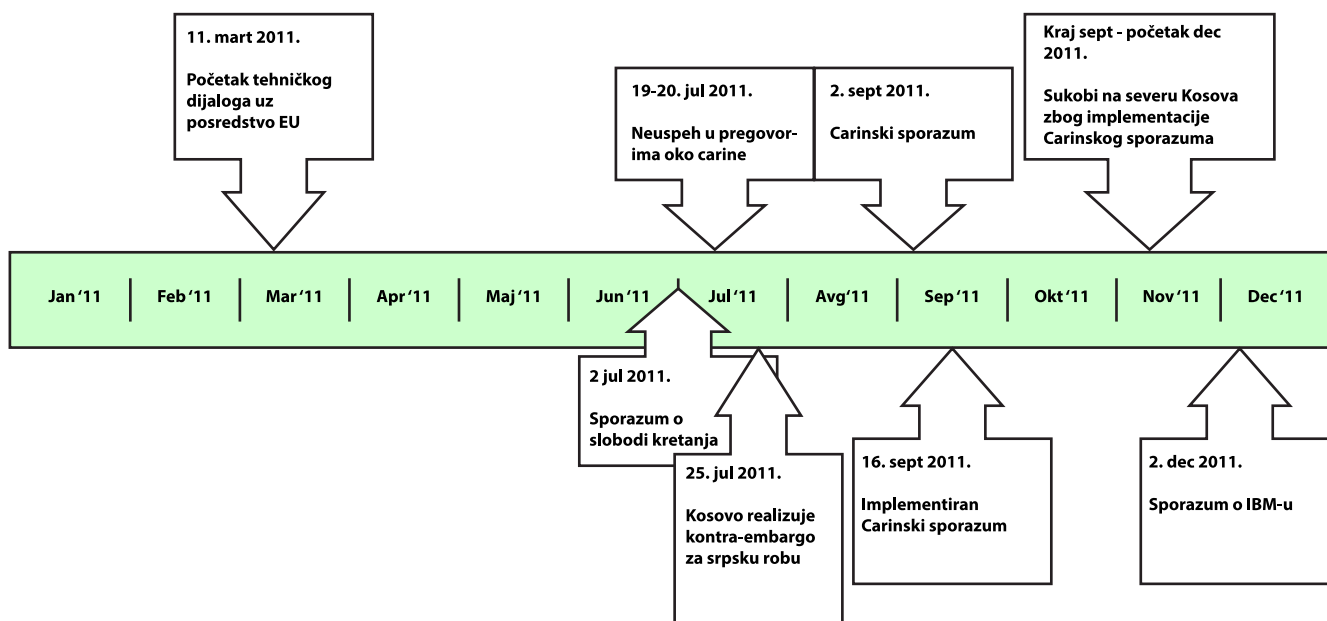 11. mart 2011.
Početak tehničkog
dijaloga uz
posredstvo EU
19-20. jul 2011.
Neuspeh u pregovor-
ima oko carine
2. sept 2011.
Carinski sporazum
Kraj sept - početak dec
2011.
Sukobi na severu Kosova
zbog implementacije
Carinskog sporazuma
Jan ‘11
Feb ‘11
Mar ‘11
Apr ‘11
Maj ‘11
Jun ‘11
Jul ‘11
Avg‘11
Sep ‘11
Okt ‘11
Nov ‘11
Dec ‘11
2 jul 2011.
Sporazum o
slobodi kretanja
25. jul 2011.
Kosovo realizuje
kontra-embargo
za srpsku robu
16. sept 2011.
Implementiran
Carinski sporazum
2. dec 2011.
Sporazum o IBM-u